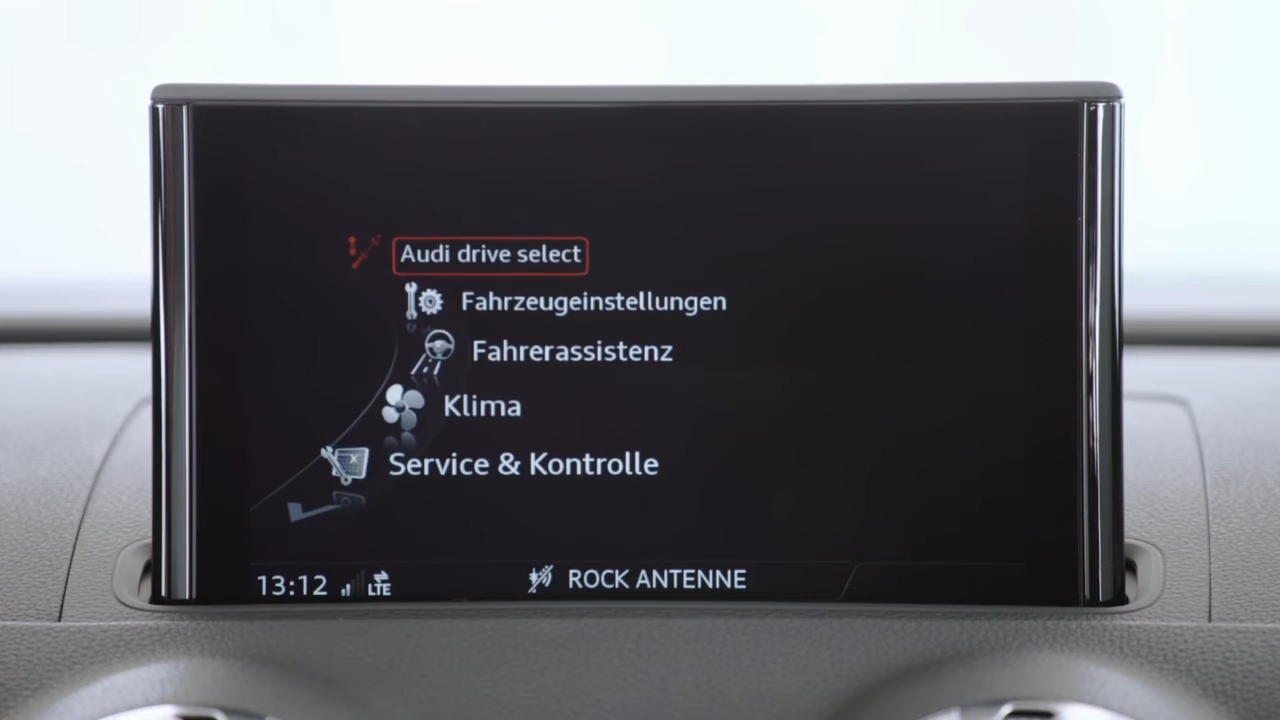 Audi drive select
Fahrzeugeinstellungen
Fahrerassistenz
Klima
Service & Kontrolle
13:12 LTE ROCK ANTENNE